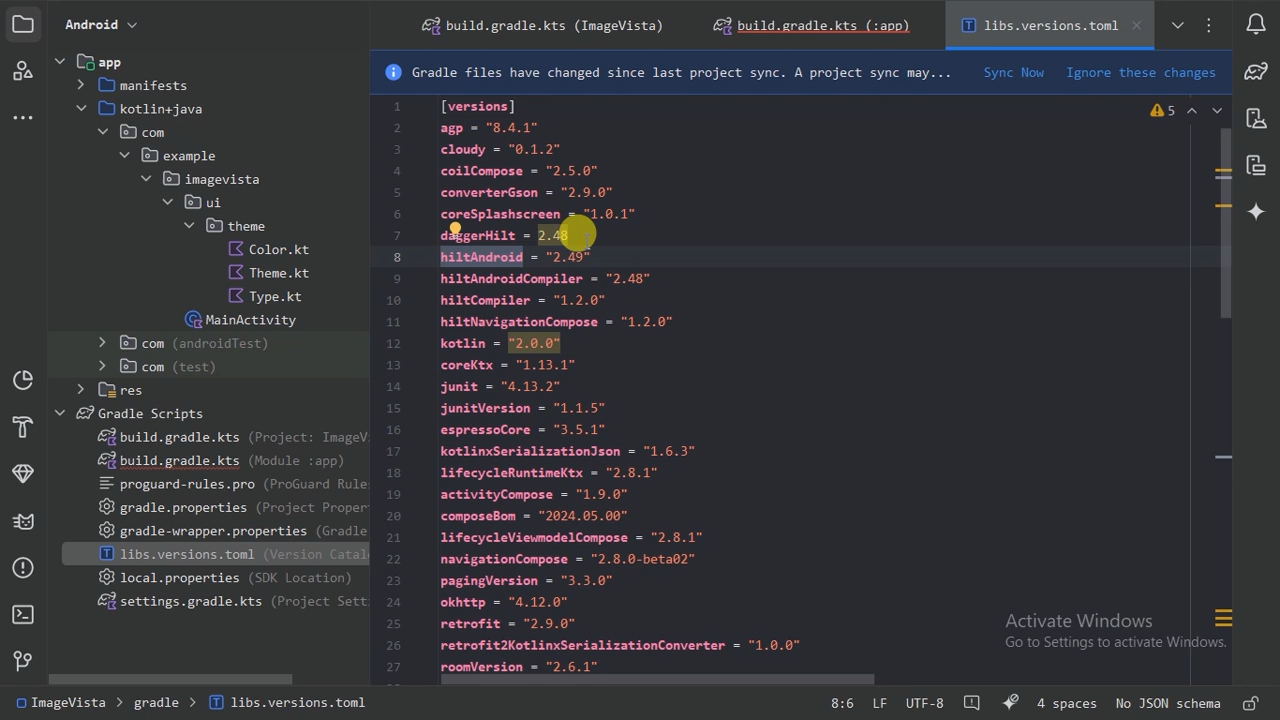 Android
build.gradle.kts (ImageVista)
build.gradle.kts (:app)
libs.versions.toml
Gradle files have changed since last project sync. A project sync may...
Sync Now
Ignore these changes
app
manifests
kotlin+java
com
example
imagevista
ui
theme
Color.kt
Theme.kt
Type.kt
MainActivity
com (androidTest)
com (test)
res
Gradle Scripts
build.gradle.kts (Project: ImageVi
build.gradle.kts (Module :app)
proguard-rules.pro (ProGuard Rule
gradle.properties (Project Propert
gradle-wrapper.properties (Gradle
libs.versions.toml (Version Catal
local.properties (SDK Location)
settings.gradle.kts (Project Sett
5
1 [versions]
2 agp = "8.4.1"
3 cloudy = "0.1.2"
4 coilCompose = "2.5.0"
5 converterGson = "2.9.0"
6 coreSplashscreen = "1.0.1"
7 daggerHilt = 2.48
8 hiltAndroid = "2.49"
9 hiltAndroidCompiler = "2.48"
10 hiltCompiler = "1.2.0"
11 hiltNavigationCompose = "1.2.0"
12 kotlin = "2.0.0"
13 coreKtx = "1.13.1"
14 junit = "4.13.2"
15 junitVersion = "1.1.5"
16 espressoCore = "3.5.1"
17 kotlinxSerializationJson = "1.6.3"
18 lifecycleRuntimeKtx = "2.8.1"
19 activityCompose = "1.9.0"
20 composeBom = "2024.05.00"
21 lifecycleViewmodelCompose = "2.8.1"
22 navigationCompose = "2.8.0-beta02"
23 pagingVersion = "3.3.0"
24 okhttp = "4.12.0"
25 retrofit = "2.9.0"
26 retrofit2KotlinxSerializationConverter = "1.0.0"
27 roomVersion = "2.6.1"
Activate Windows
Go to Settings to activate Windows.
ImageVista
gradle
libs.versions.toml
8:6
LF
UTF-8
4 spaces
No JSON schema